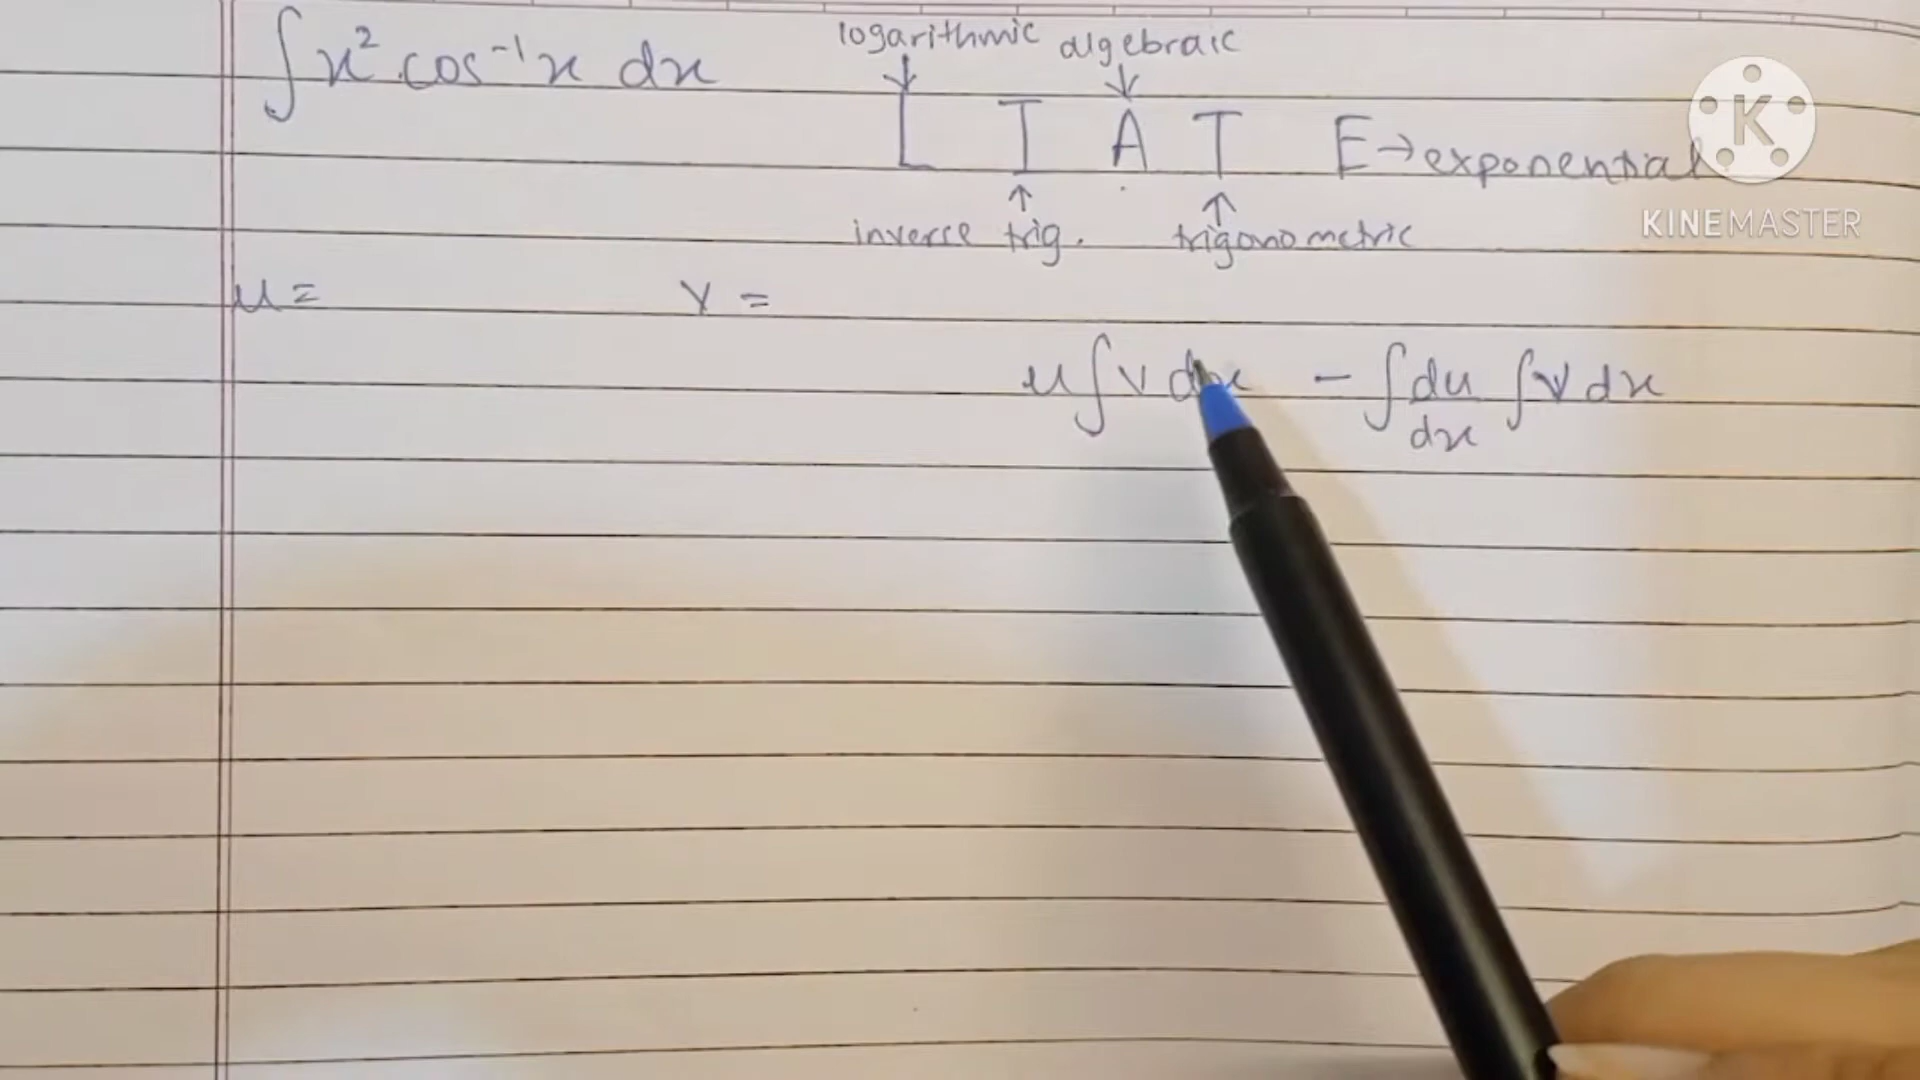 ∫x² cos⁻¹x dx
logarithmic algebraic
L I A T E → exponential
inverse trig. trigonometric
u = v =
u∫v dx - ∫du/dx ∫v dx
K
KINEMASTER